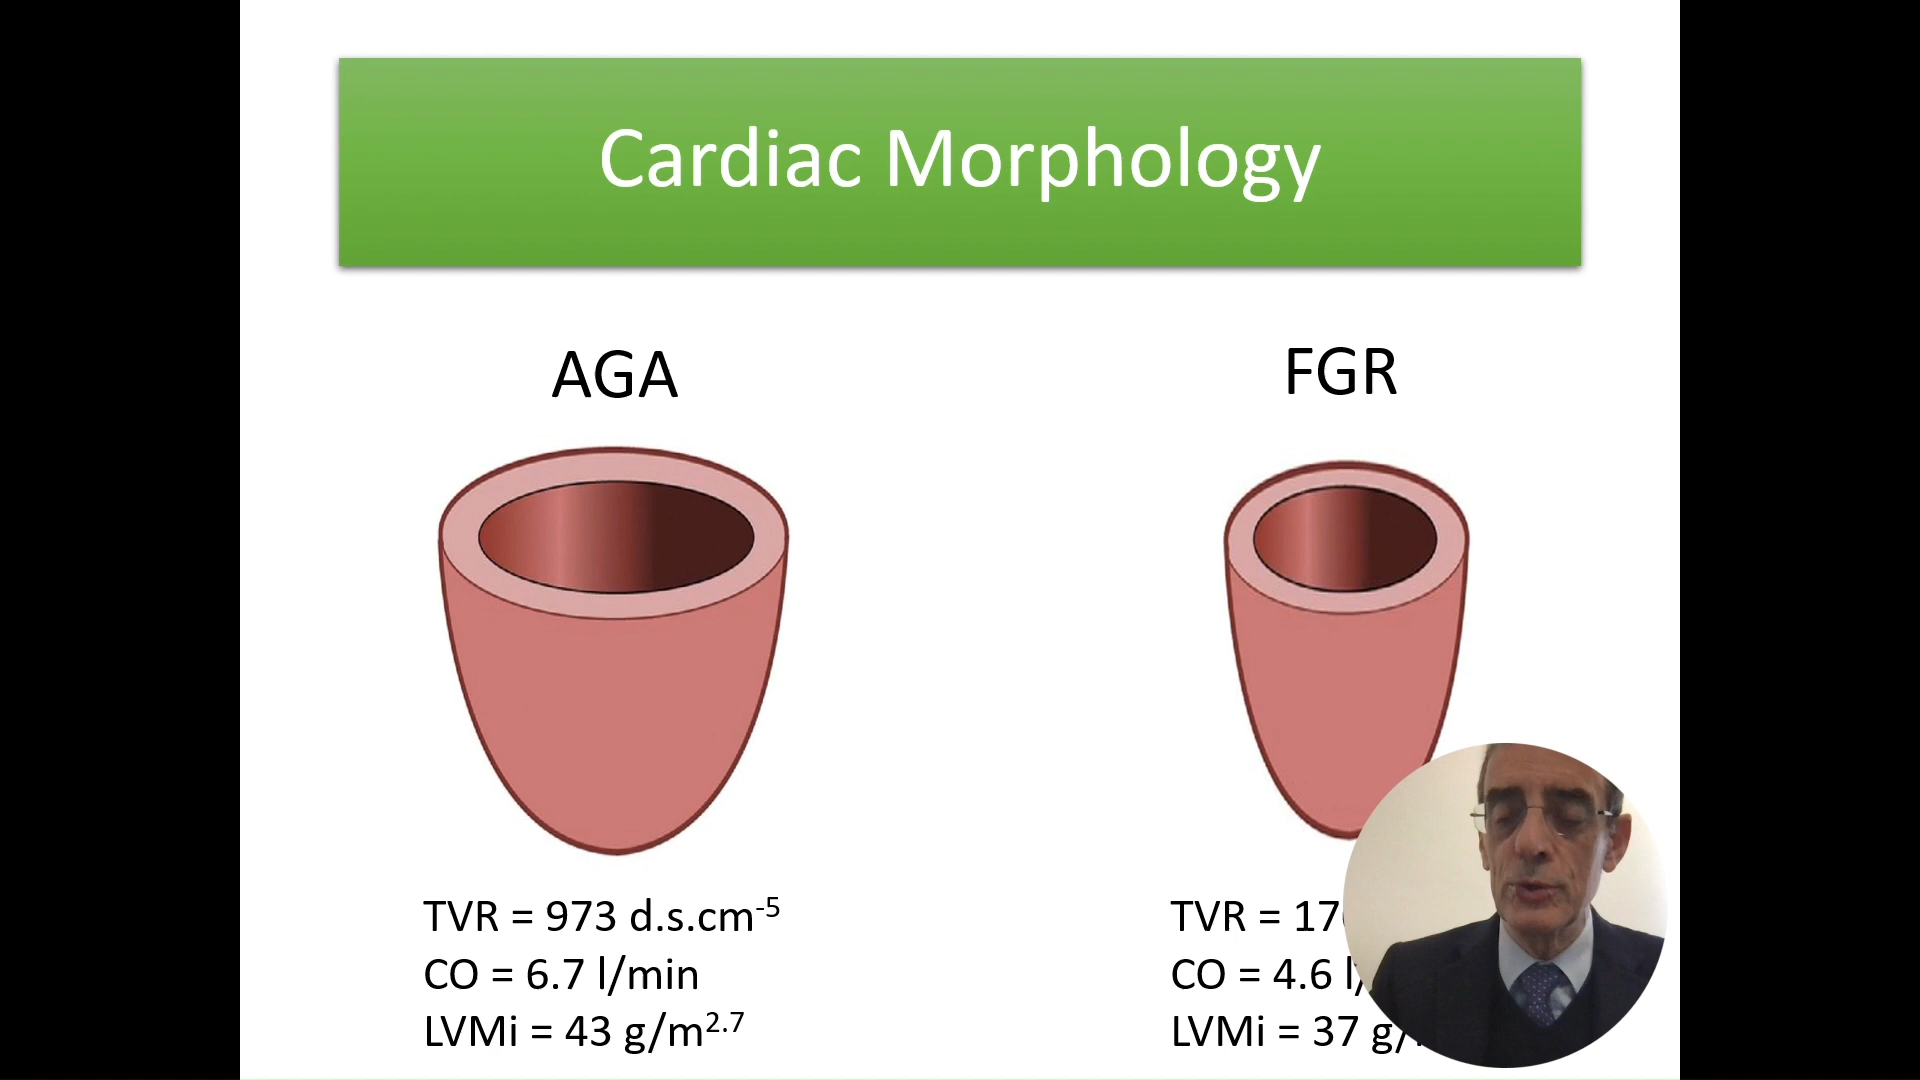 Cardiac Morphology
AGA
FGR
TVR = 973 d.s.cm-5
CO = 6.7 l/min
LVMi = 43 g/m2.7
TVR =
CO = 4.6
LVMi = 37